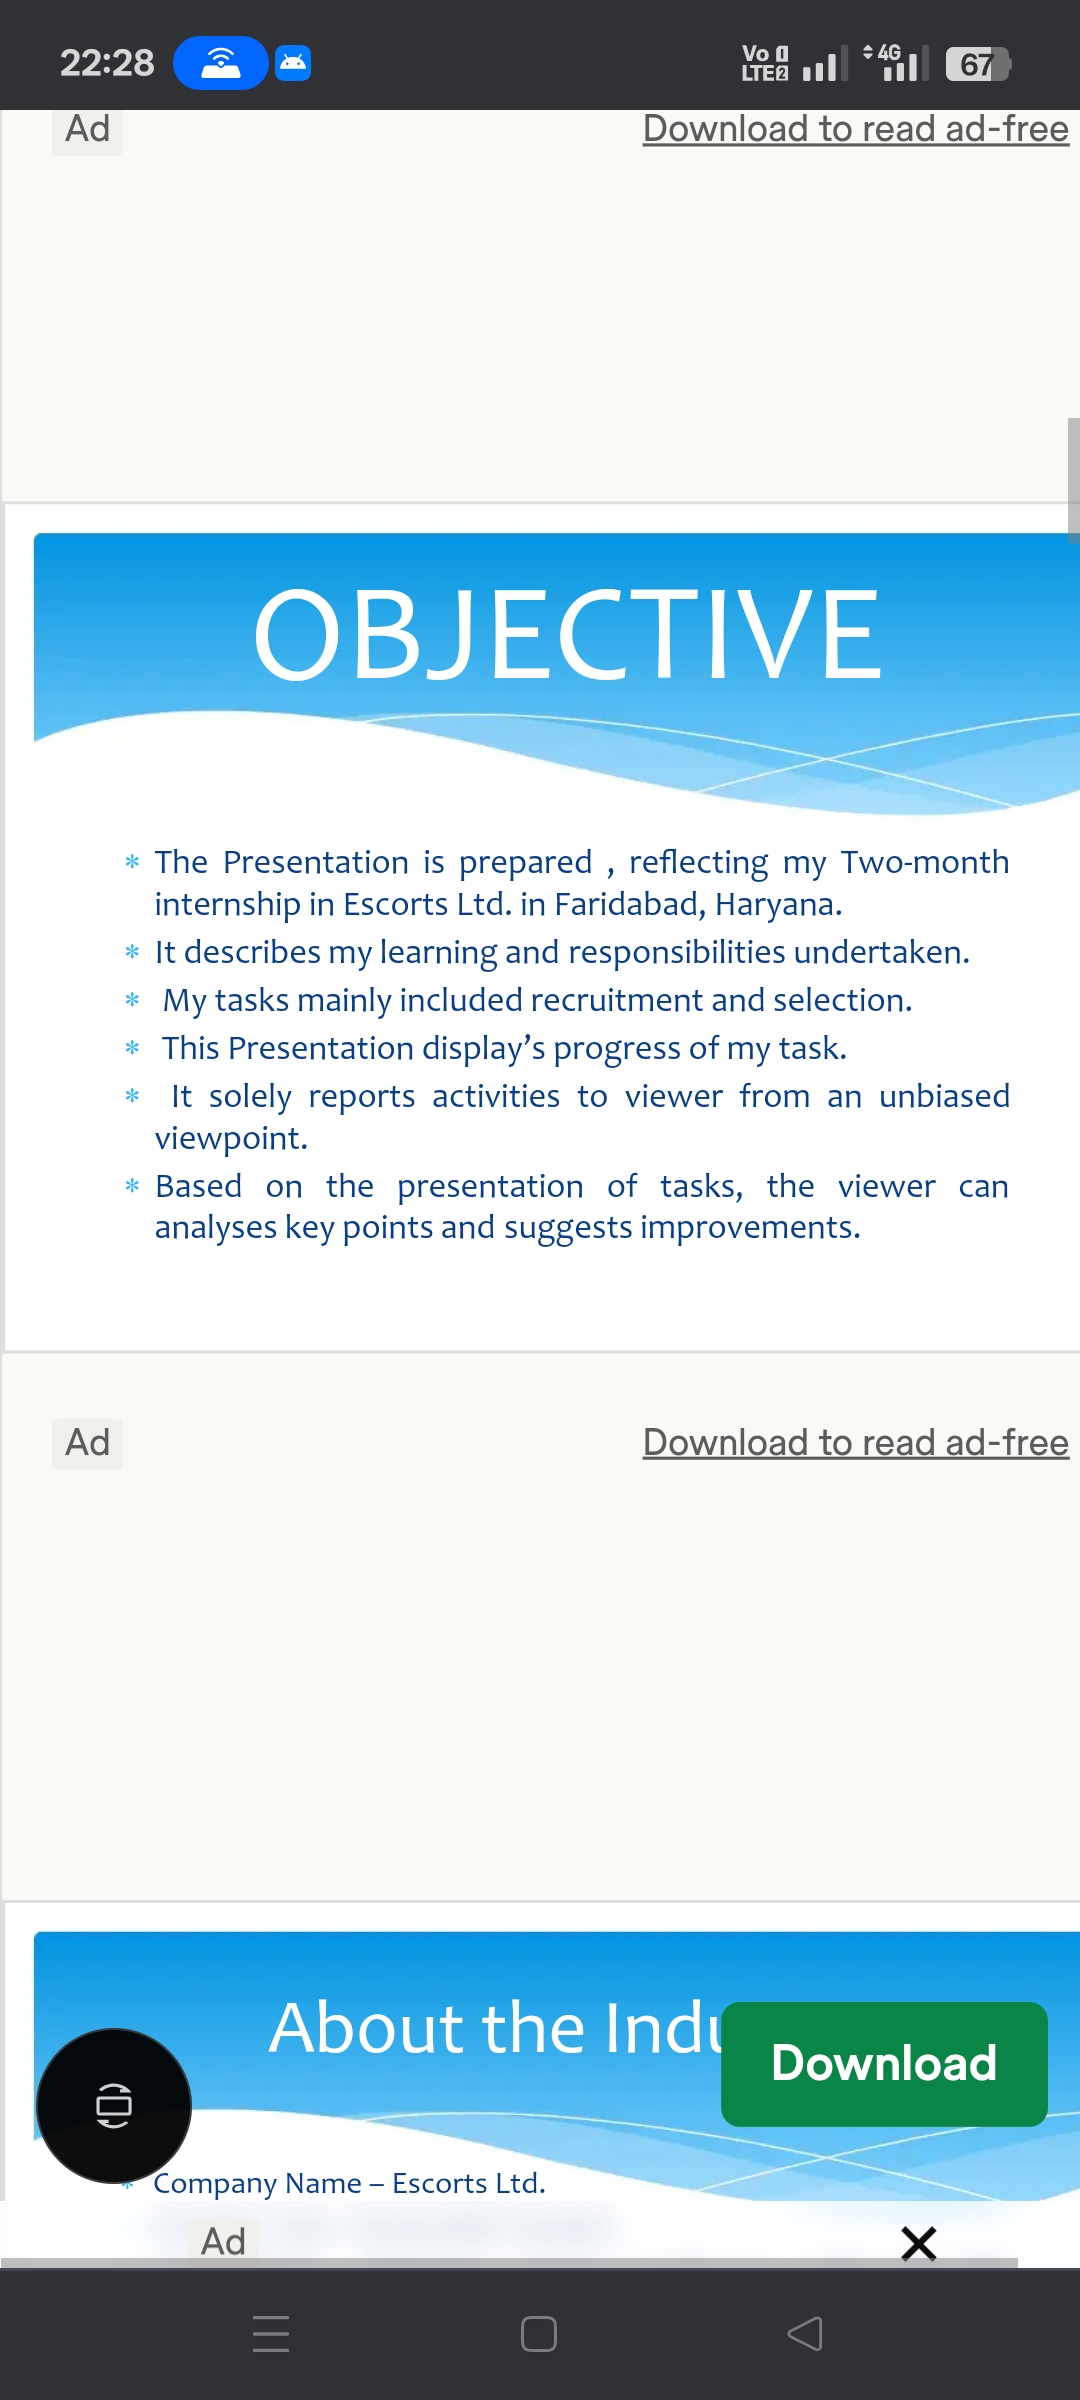 22:28
Vo 1
LTE 2
4G
67
Ad
Download to read ad-free
OBJECTIVE
* The Presentation is prepared , reflecting my Two-month
internship in Escorts Ltd. in Faridabad, Haryana.
* It describes my learning and responsibilities undertaken.
* My tasks mainly included recruitment and selection.
* This Presentation display’s progress of my task.
* It solely reports activities to viewer from an unbiased
viewpoint.
* Based on the presentation of tasks, the viewer can
analyses key points and suggests improvements.
Ad
Download to read ad-free
About the
Download
* Company Name – Escorts Ltd.
Ad